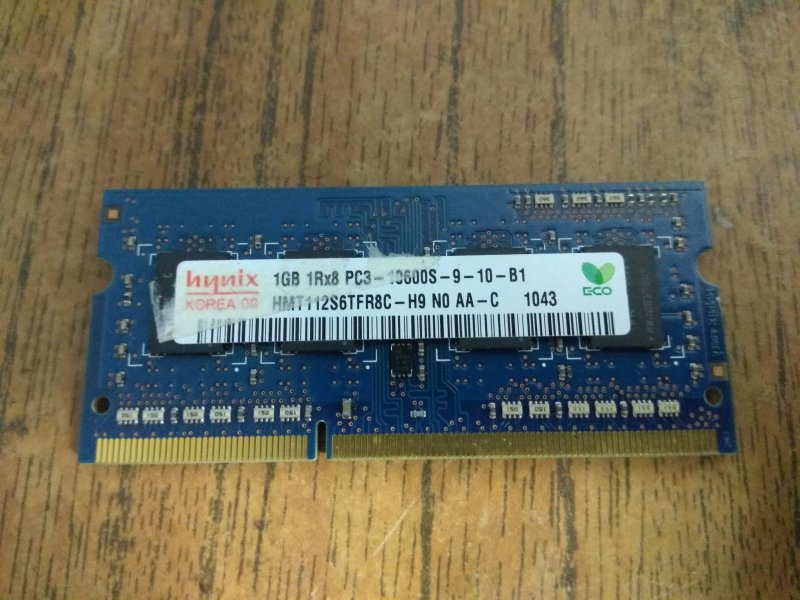 hynix
KOREA 09
1GB 1Rx8 PC3-10600S-9-10-B1
HMT112S6TFR8C-H9 N0 AA-C 1043
ECO